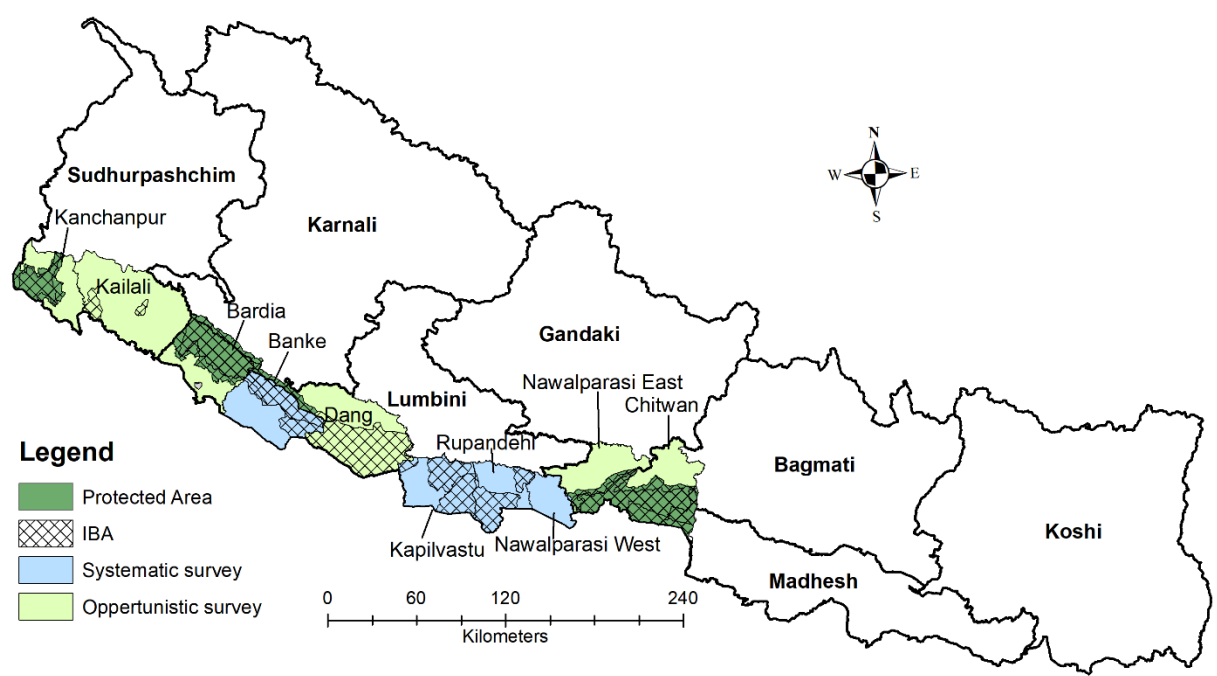 N
W
E
S
Sudhurpashchim
Kanchanpur
Karnali
Kailali
Bardia
Banke
Gandaki
Nawalparasi East
Chitwan
Lumbini
Dang
Rupandehi
Bagmati
Kapilvastu
Nawalparasi West
Koshi
Madhesh
Legend
Protected Area
IBA
Systematic survey
Oppertunistic survey
0 60 120 240
Kilometers